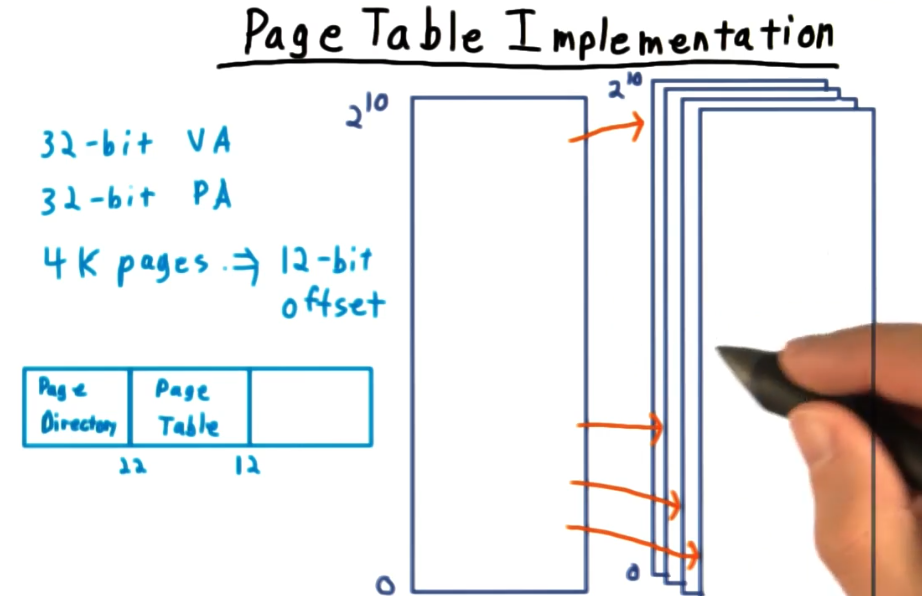 Page Table Implementation
32-bit VA
32-bit PA
4K pages ⇒ 12-bit
offset
Page
Directory
Page
Table
22
12
2^10
0
2^10
0